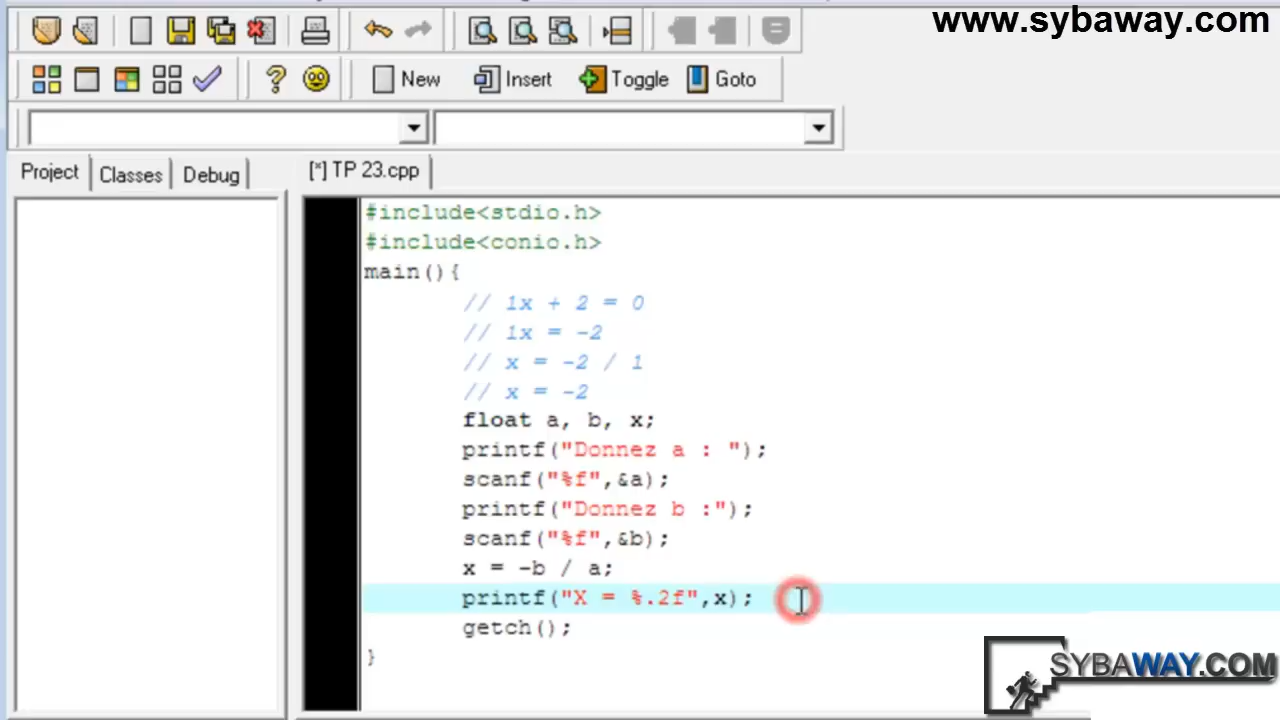 www.sybaway.com
New Insert Toggle Goto
Project Classes Debug
[*] TP 23.cpp
#include<stdio.h>
#include<conio.h>
main(){
// 1x + 2 = 0
// 1x = -2
// x = -2 / 1
// x = -2
float a, b, x;
printf("Donnez a : ");
scanf("%f",&a);
printf("Donnez b :");
scanf("%f",&b);
x = -b / a;
printf("X = %.2f",x);
getch();
}
SYBAWAY.COM